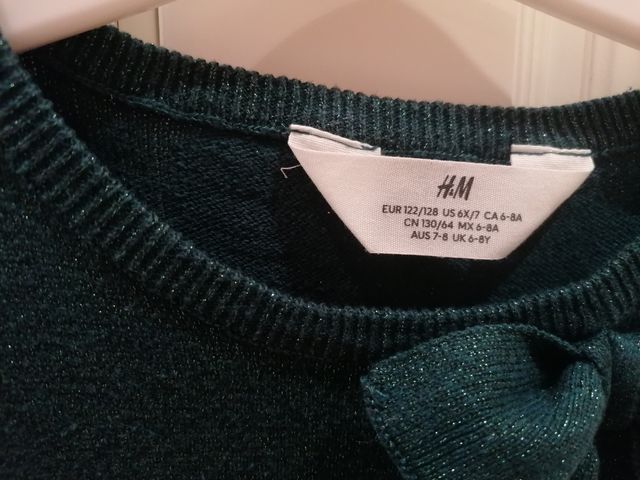 H&M
EUR 122/128 US 6X/7 CA 6-8A
CN 130/64 MX 6-8A
AUS 7-8 UK 6-8Y